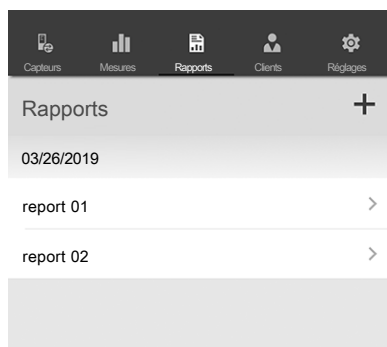 Capteurs Mesures Rapports Clients Réglages
Rapports
03/26/2019
report 01
report 02